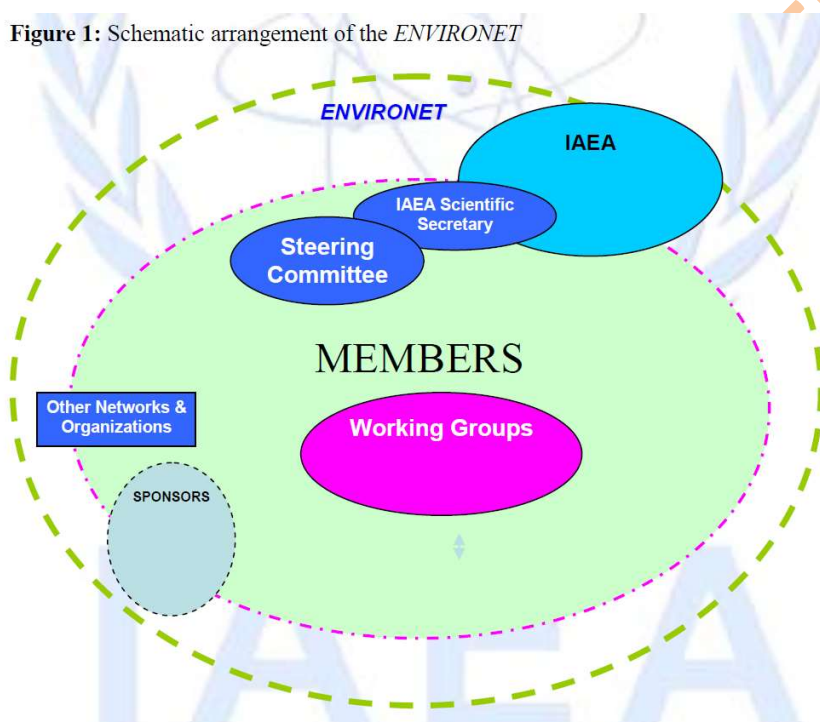 Figure 1: Schematic arrangement of the ENVIRONET
ENVIRONET
IAEA
IAEA Scientific
Secretary
Steering
Committee
MEMBERS
Other Networks &
Organizations
Working Groups
SPONSORS
IAEA